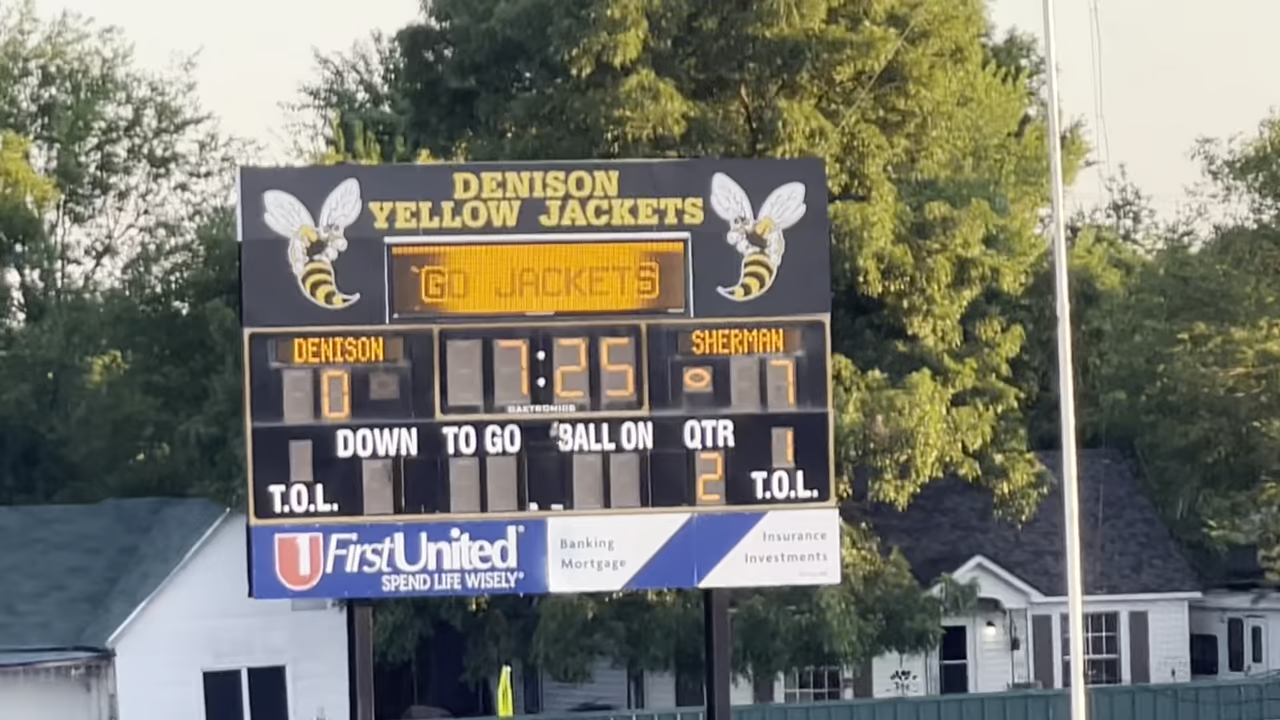 DENISON
YELLOW JACKETS
GO JACKETS
DENISON
7:25
SHERMAN
0
7
DAKTRONICS
DOWN TO GO BALL ON QTR
1
2
T.O.L.
T.O.L.
FirstUnited
SPEND LIFE WISELY
Banking
Mortgage
Insurance
Investments